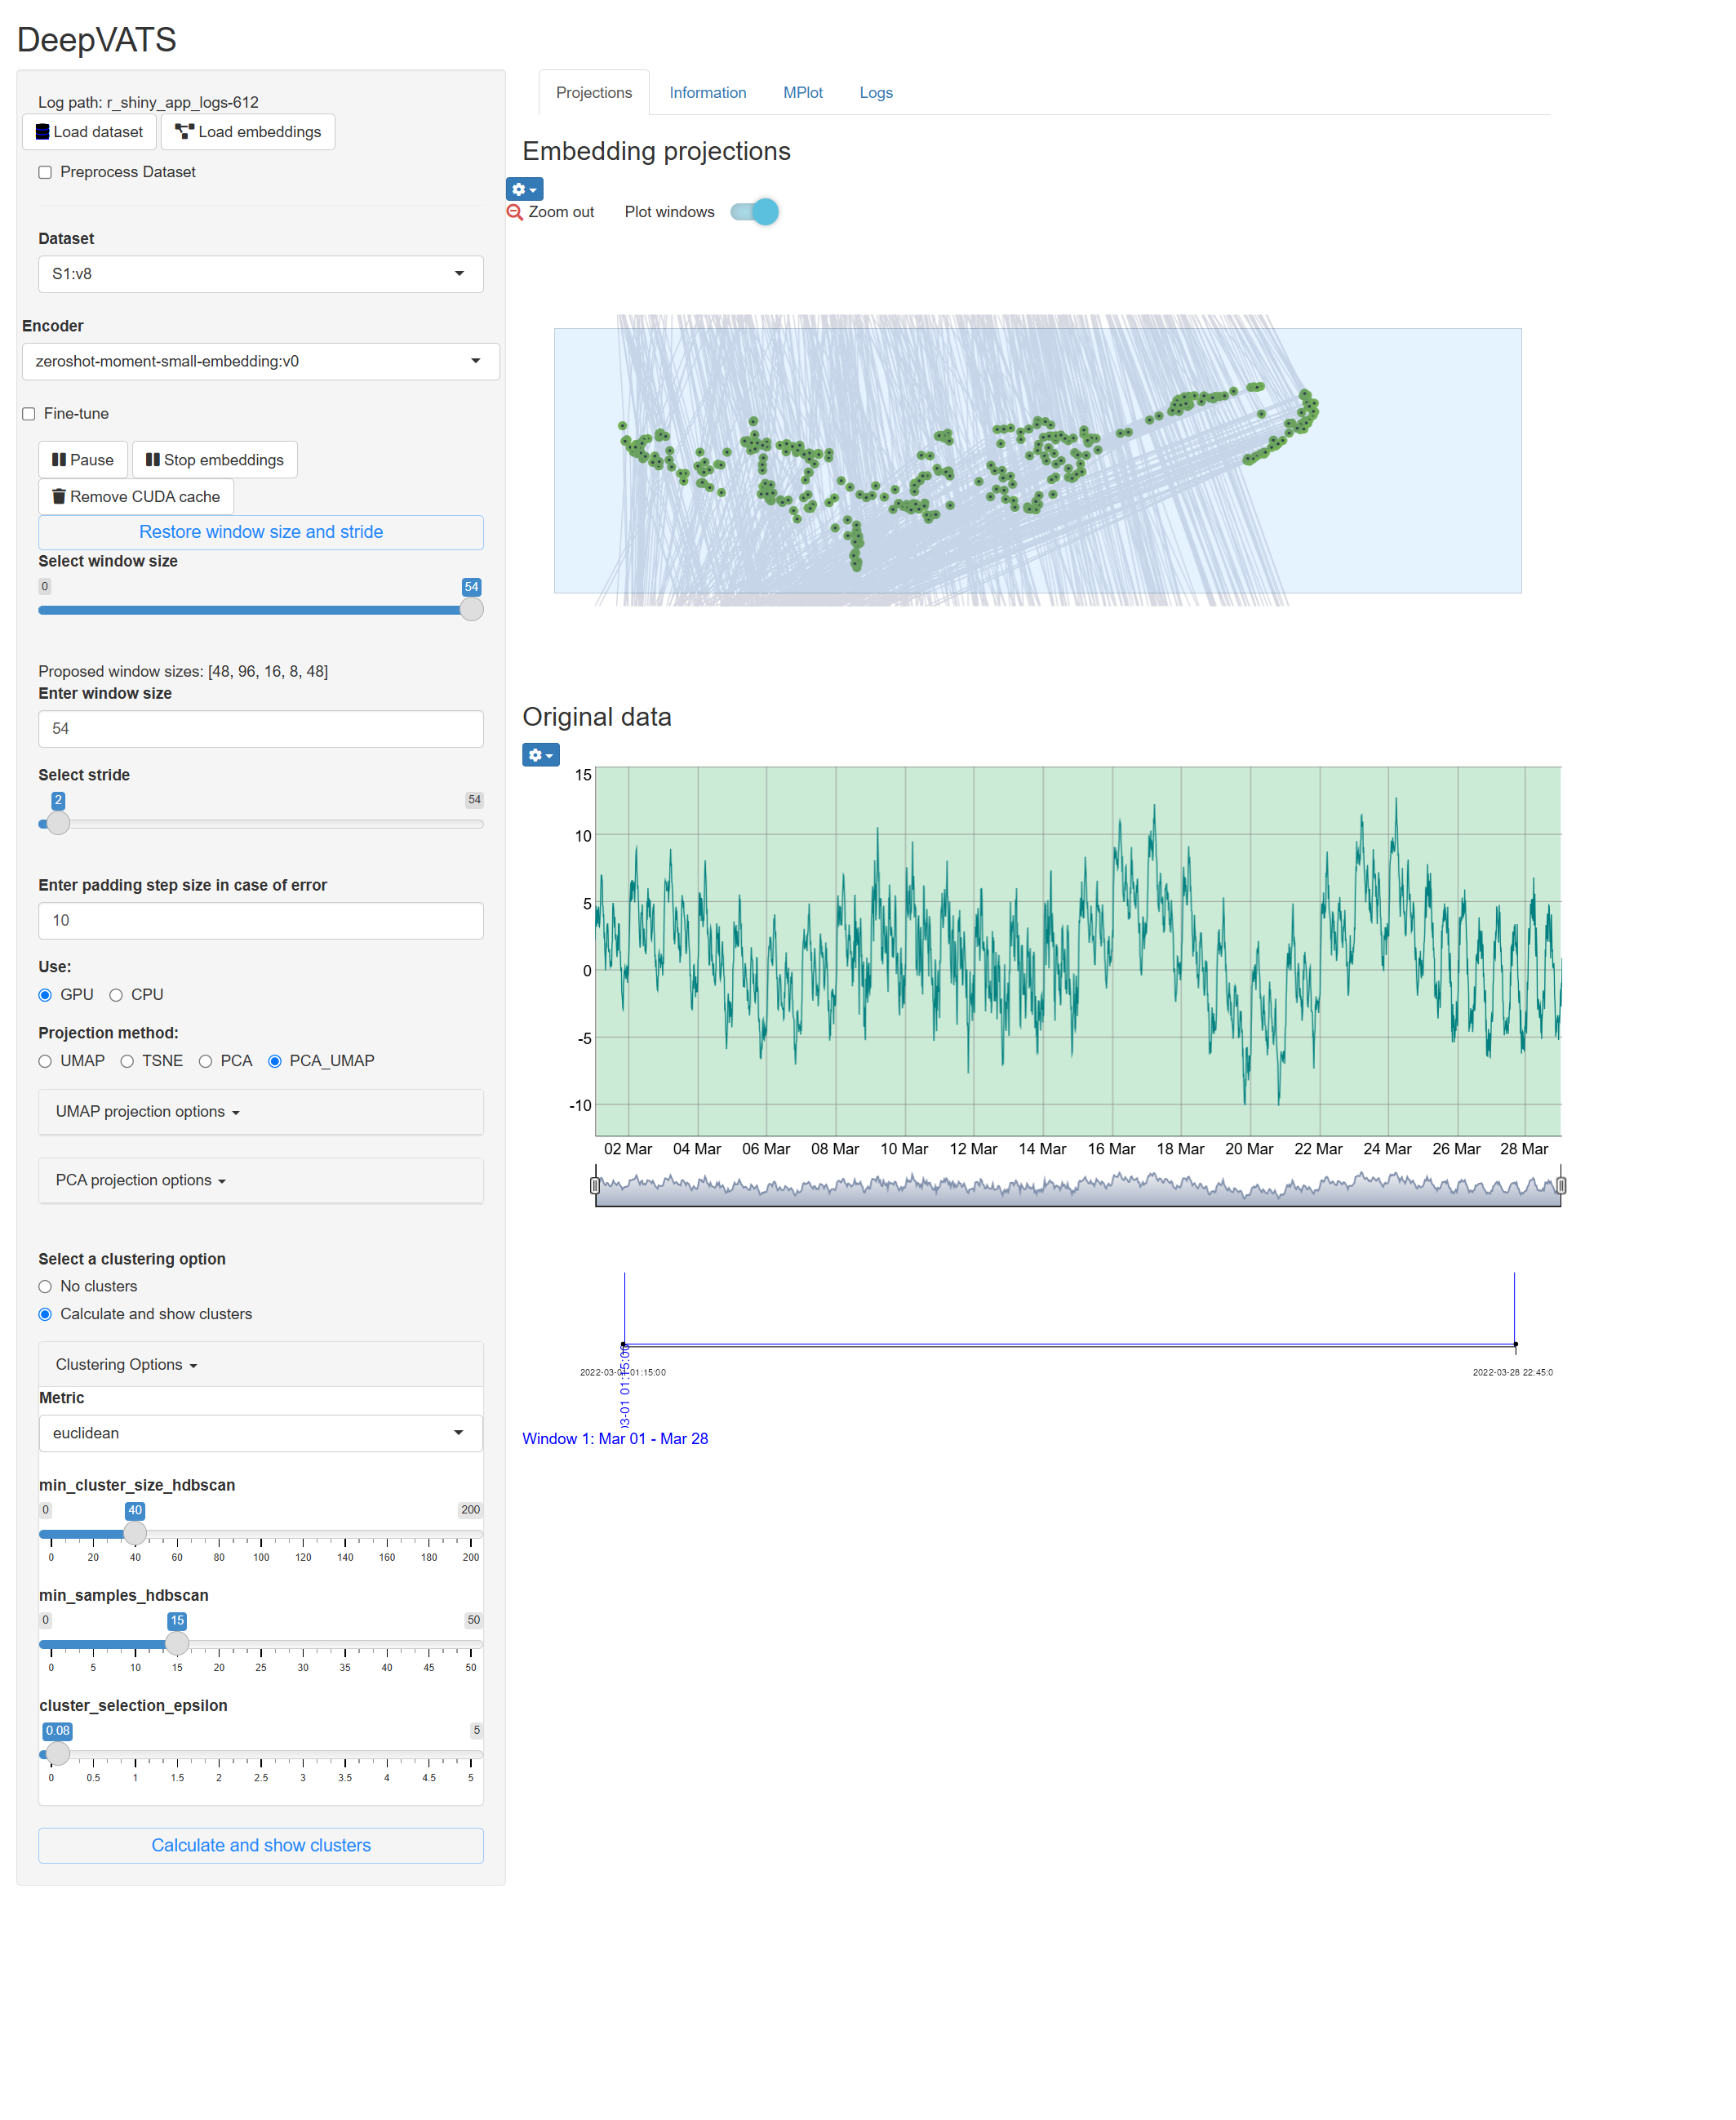 DeepVATS
Log path: r_shiny_app_logs-612
Load dataset
Load embeddings
Preprocess Dataset
Dataset
S1:v8
Encoder
zeroshot-moment-small-embedding:v0
Fine-tune
Pause
Stop embeddings
Remove CUDA cache
Restore window size and stride
Select window size
0
54
Proposed window sizes: [48, 96, 16, 8, 48]
Enter window size
54
Select stride
2
54
Enter padding step size in case of error
10
Use:
GPU CPU
Projection method:
UMAP TSNE PCA PCA_UMAP
UMAP projection options
PCA projection options
Select a clustering option
No clusters
Calculate and show clusters
Clustering Options
Metric
euclidean
min_cluster_size_hdbscan
0 40 200
0 20 40 60 80 100 120 140 160 180 200
min_samples_hdbscan
0 15 50
0 5 10 15 20 25 30 35 40 45 50
cluster_selection_epsilon
0.08 5
0 0.5 1 1.5 2 2.5 3 3.5 4 4.5 5
Calculate and show clusters
Projections Information MPlot Logs
Embedding projections
Zoom out Plot windows
Original data
15
10
5
0
-5
-10
02 Mar 04 Mar 06 Mar 08 Mar 10 Mar 12 Mar 14 Mar 16 Mar 18 Mar 20 Mar 22 Mar 24 Mar 26 Mar 28 Mar
2022-03-01 01:15:00
2022-03-28 22:45:0
03-01 01:15:00
Window 1: Mar 01 - Mar 28